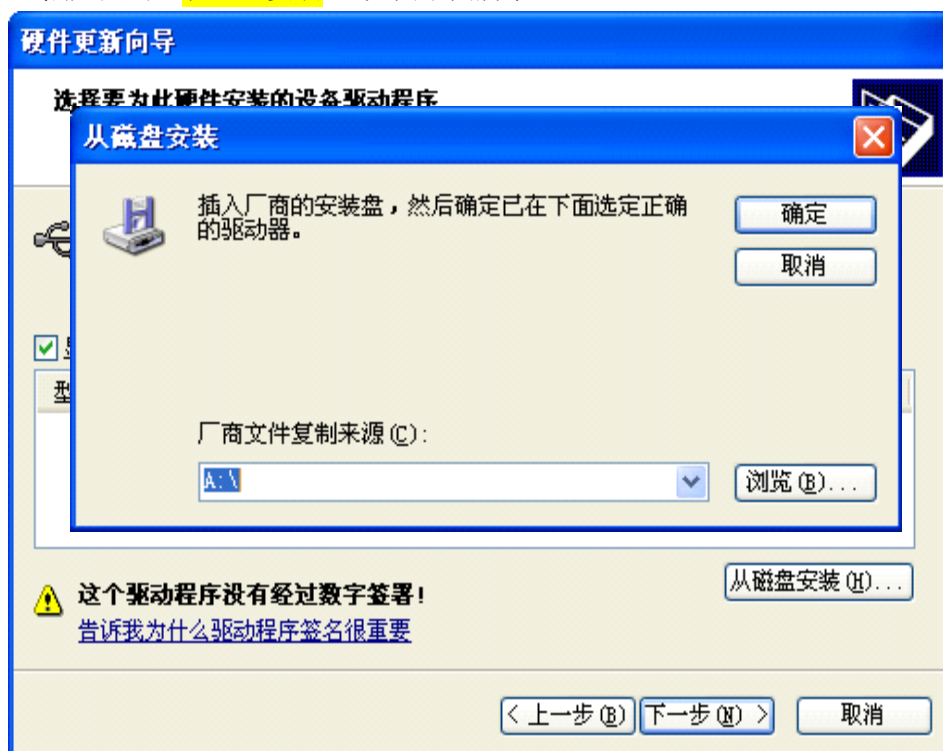 硬件更新向导
选择要为此硬件安装的设备驱动程序
从磁盘安装
插入厂商的安装盘，然后确定已在下面选定正确
的驱动器。
确定
取消
型
厂商文件复制来源(C):
A:\
浏览(B)...
从磁盘安装(H)...
这个驱动程序没有经过数字签署!
告诉我为什么驱动程序签名很重要
< 上一步(B)
下一步(N) >
取消